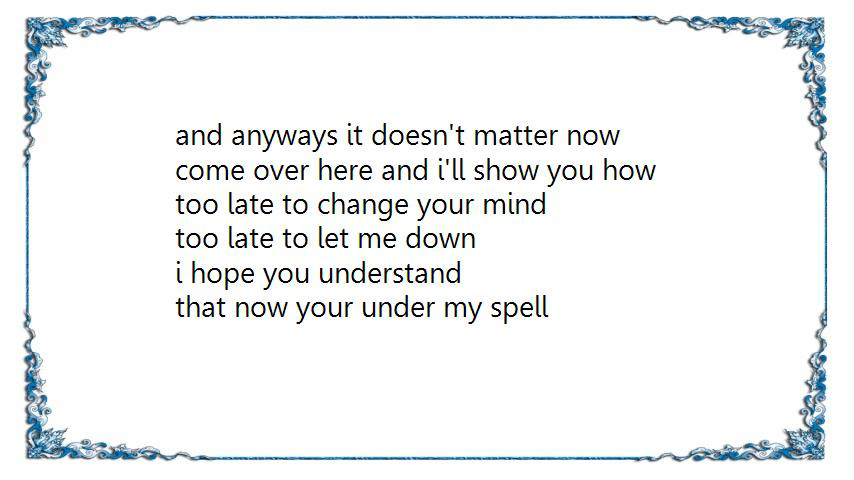 and anyways it doesn't matter now
come over here and i'll show you how
too late to change your mind
too late to let me down
i hope you understand
that now your under my spell